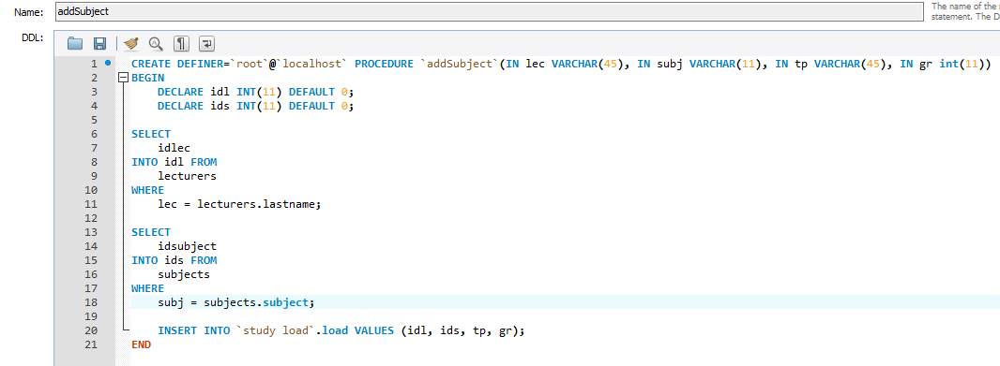 Name: addSubject
The name of the
statement. The D
DDL:
1 CREATE DEFINER=`root`@`localhost` PROCEDURE `addSubject`(IN lec VARCHAR(45), IN subj VARCHAR(11), IN tp VARCHAR(45), IN gr int(11))
2 BEGIN
3 DECLARE idl INT(11) DEFAULT 0;
4 DECLARE ids INT(11) DEFAULT 0;
5
6 SELECT
7 idlec
8 INTO idl FROM
9 lecturers
10 WHERE
11 lec = lecturers.lastname;
12
13 SELECT
14 idsubject
15 INTO ids FROM
16 subjects
17 WHERE
18 subj = subjects.subject;
19
20 INSERT INTO `study load`.load VALUES (idl, ids, tp, gr);
21 END